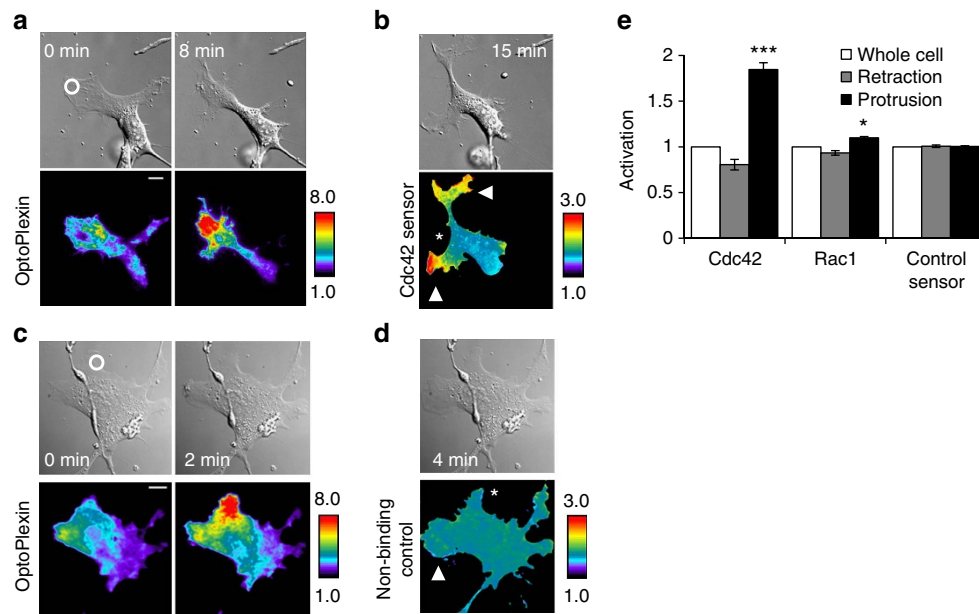 a
0 min
8 min
OptoPlexin
8.0
1.0
b
15 min
Cdc42 sensor
*
3.0
1.0
c
0 min
2 min
OptoPlexin
8.0
1.0
d
4 min
Non-binding
control
*
3.0
1.0
e
Activation
2
1.5
1
0.5
0
***
*
Whole cell
Retraction
Protrusion
Cdc42
Rac1
Control
sensor